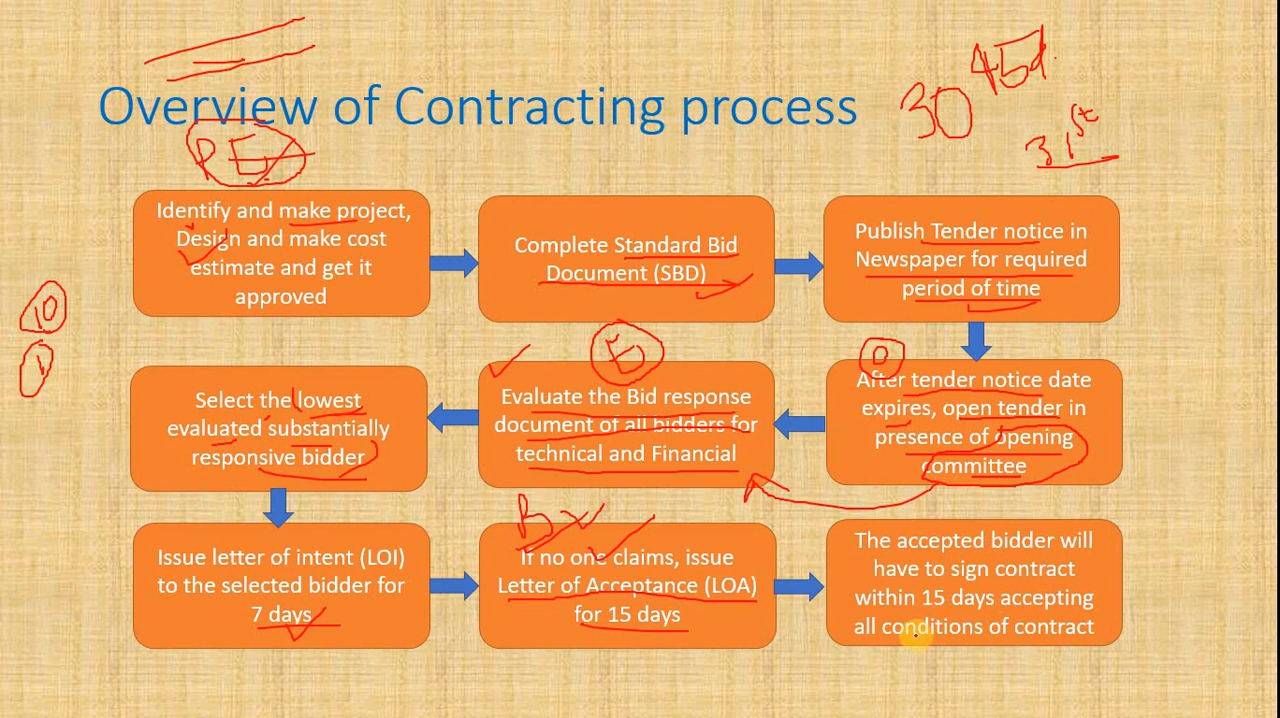 Overview of Contracting process
30
45d
31st
PE
Identify and make project,
Design and make cost
estimate and get it
approved
Complete Standard Bid
Document (SBD)
Publish Tender notice in
Newspaper for required
period of time
O
After tender notice date
expires, open tender in
presence of opening
committee
E
Evaluate the Bid response
document of all bidders for
technical and Financial
Select the lowest
evaluated substantially
responsive bidder
Issue letter of intent (LOI)
to the selected bidder for
7 days
B
If no one claims, issue
Letter of Acceptance (LOA)
for 15 days
The accepted bidder will
have to sign contract
within 15 days accepting
all conditions of contract